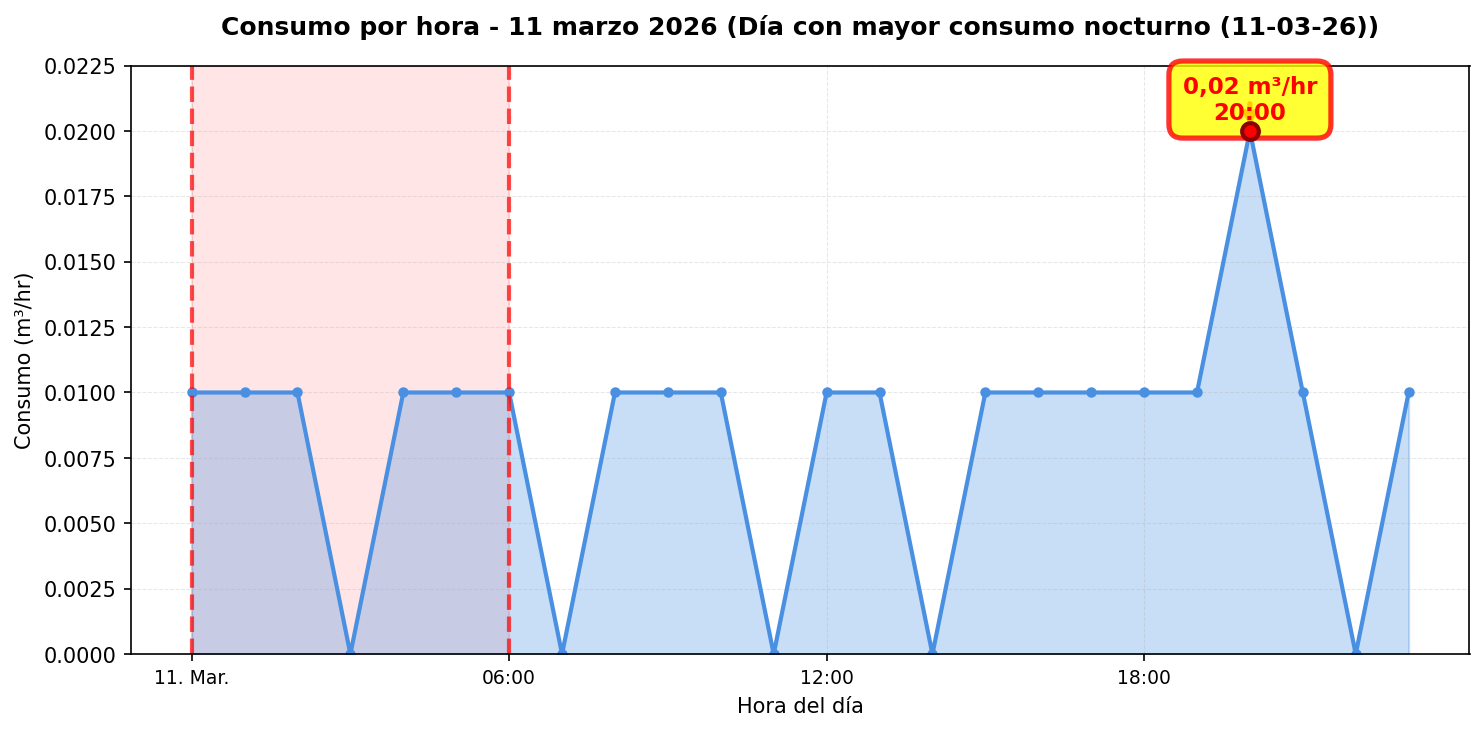 Consumo por hora - 11 marzo 2026 (Día con mayor consumo nocturno (11-03-26))
0,02 m³/hr
20:00
Consumo (m³/hr)
0.0225
0.0200
0.0175
0.0150
0.0125
0.0100
0.0075
0.0050
0.0025
0.0000
11. Mar.
06:00
12:00
18:00
Hora del día